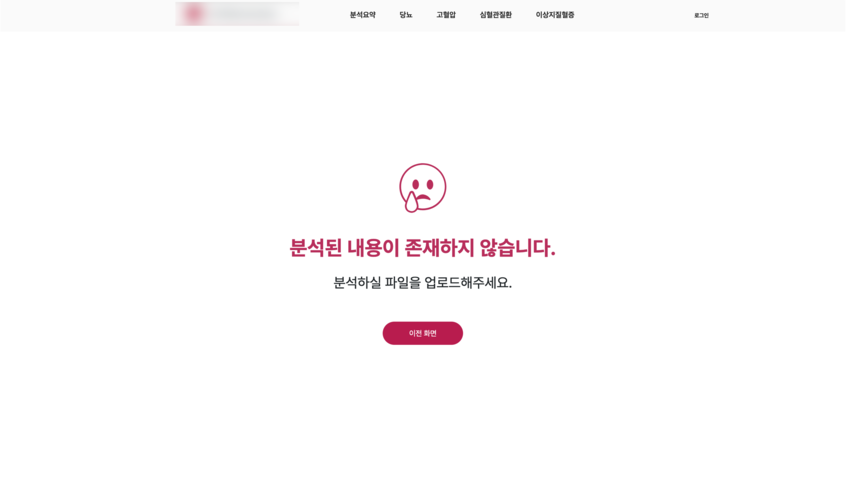 분석요약 당뇨 고혈압 심혈관질환 이상지질혈증 로그인
분석된 내용이 존재하지 않습니다.
분석하실 파일을 업로드해주세요.
이전 화면